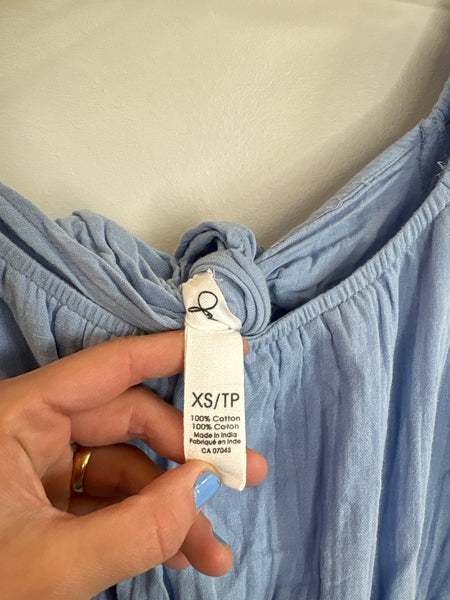 XS/TP
100% Cotton
100% Coton
Made in India
Fabriqué en Inde
CA 07043